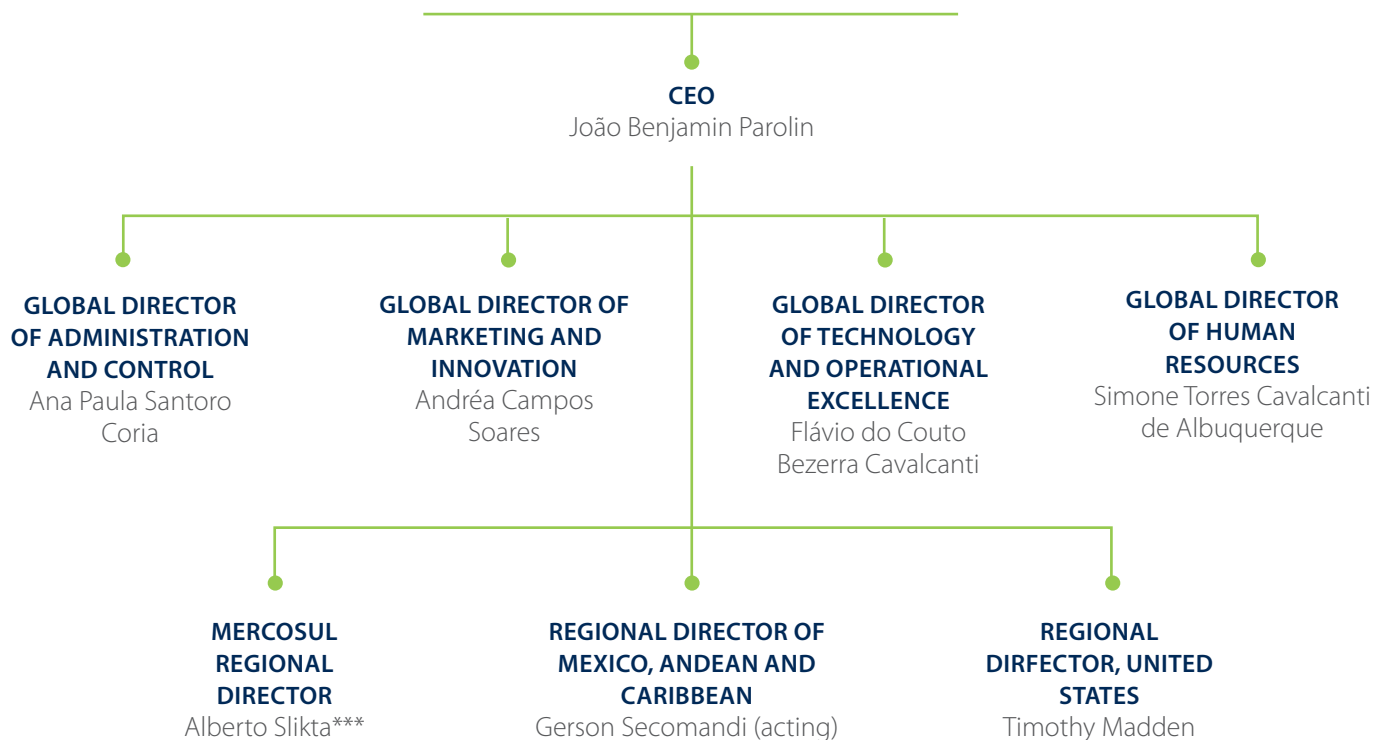 CEO
João Benjamin Parolin
GLOBAL DIRECTOR
OF ADMINISTRATION
AND CONTROL
Ana Paula Santoro
Coria
GLOBAL DIRECTOR OF
MARKETING AND
INNOVATION
Andréa Campos
Soares
GLOBAL DIRECTOR
OF TECHNOLOGY
AND OPERATIONAL
EXCELLENCE
Flávio do Couto
Bezerra Cavalcanti
GLOBAL DIRECTOR
OF HUMAN
RESOURCES
Simone Torres Cavalcanti
de Albuquerque
MERCOSUL
REGIONAL
DIRECTOR
Alberto Slikta***
REGIONAL DIRECTOR OF
MEXICO, ANDEAN AND
CARIBBEAN
Gerson Secomandi (acting)
REGIONAL
DIRFECTOR, UNITED
STATES
Timothy Madden